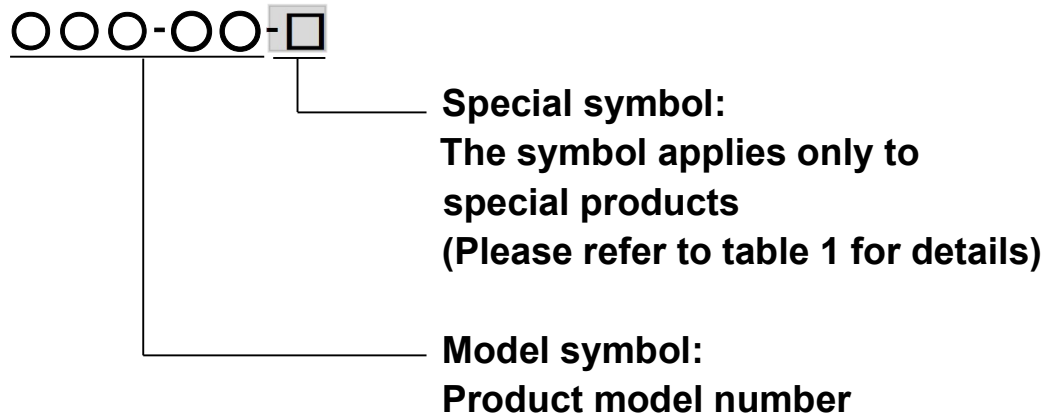 ○○○-○○-□
Special symbol:
The symbol applies only to
special products
(Please refer to table 1 for details)
Model symbol:
Product model number